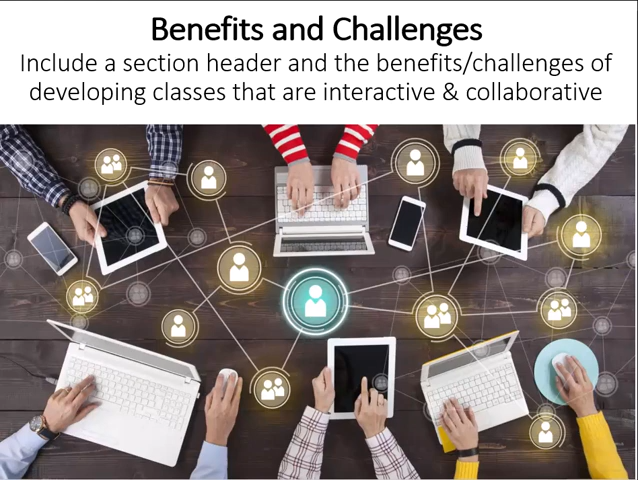 Benefits and Challenges
Include a section header and the benefits/challenges of
developing classes that are interactive & collaborative